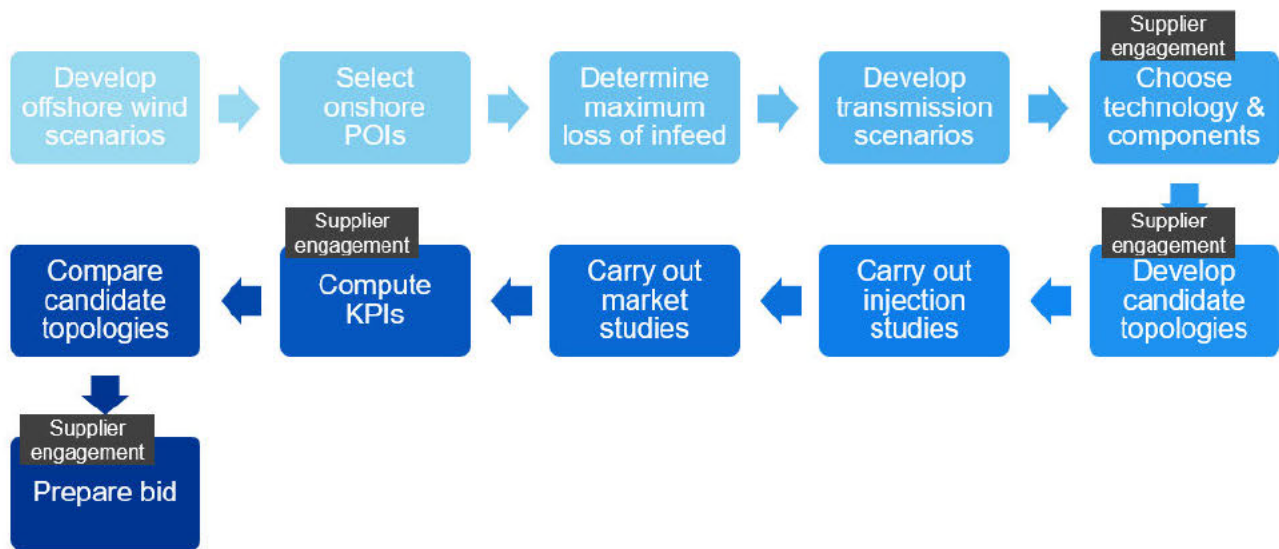 Develop
offshore wind
scenarios
Select
onshore
POIs
Determine
maximum
loss of infeed
Develop
transmission
scenarios
Supplier
engagement
Choose
technology &
components
Supplier
engagement
Develop
candidate
topologies
Carry out
injection
studies
Carry out
market
studies
Supplier
engagement
Compute
KPIs
Compare
candidate
topologies
Supplier
engagement
Prepare bid